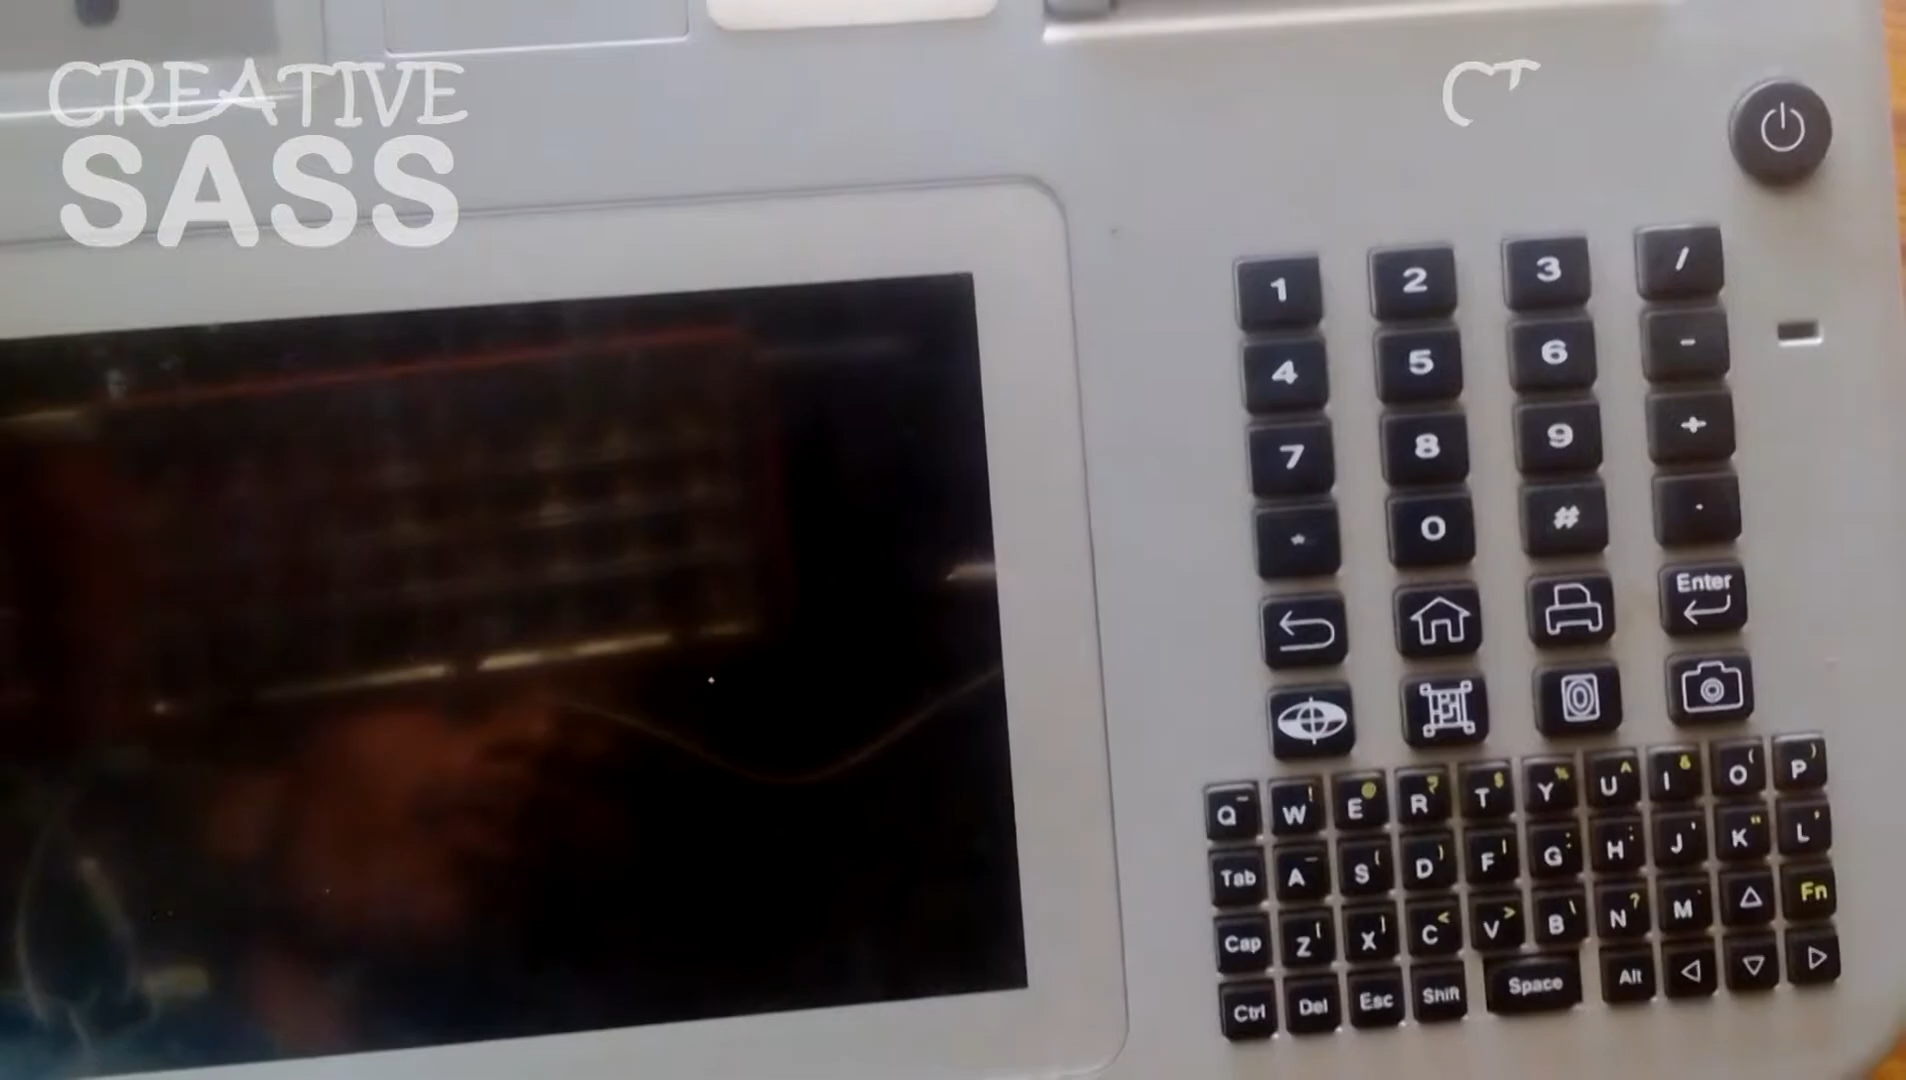 CREATIVE
SASS
CT
1 2 3 /
4 5 6 -
7 8 9 +
* 0 # .
Enter
Q W ! E @ R T $ Y % U ^ I & O ( P )
Tab A S D F G : H J ' K " L '
Cap Z X C < V > B \ N ? M Fn
Ctrl Del Esc Shift Space Alt